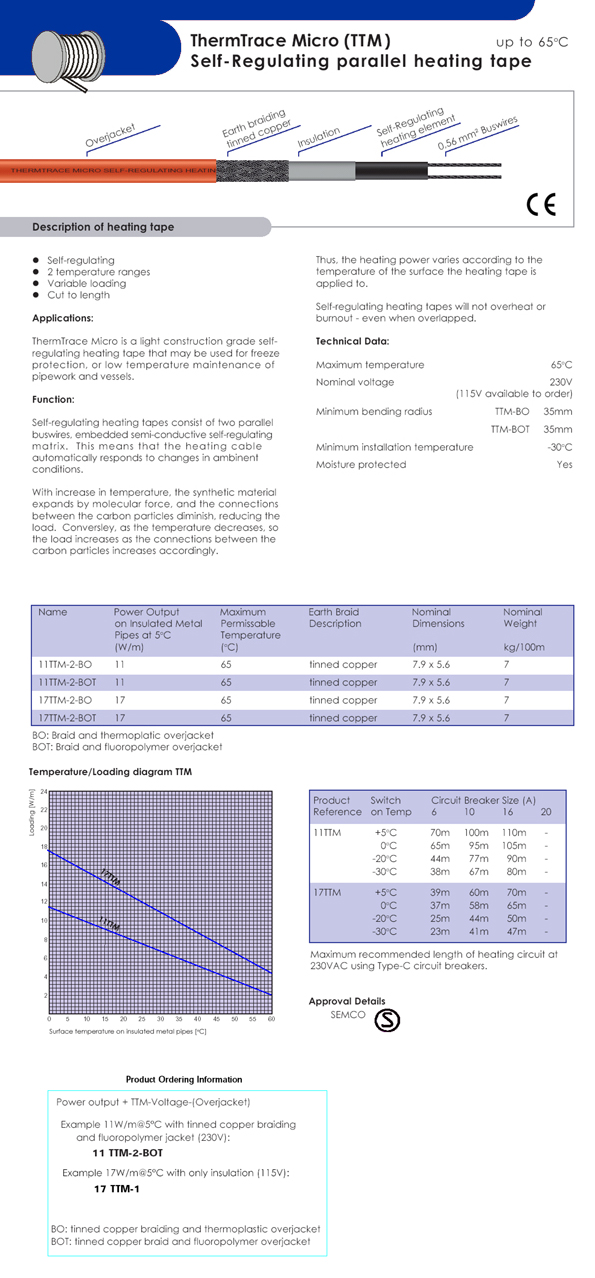 ThermTrace Micro (TTM) up to 65°C
Self-Regulating parallel heating tape
Overjacket
Earth braiding
tinned copper
Insulation
Self-Regulating
heating element
0.56 mm² Buswires
THERMTRACE MICRO SELF-REGULATING HEATIN
CE
Description of heating tape
● Self-regulating
● 2 temperature ranges
● Variable loading
● Cut to length
Applications:
ThermTrace Micro is a light construction grade self-
regulating heating tape that may be used for freeze
protection, or low temperature maintenance of
pipework and vessels.
Function:
Self-regulating heating tapes consist of two parallel
buswires, embedded semi-conductive self-regulating
matrix. This means that the heating cable
automatically responds to changes in ambinent
conditions.
With increase in temperature, the synthetic material
expands by molecular force, and the connections
between the carbon particles diminish, reducing the
load. Conversley, as the temperature decreases, so
the load increases as the connections between the
carbon particles increases accordingly.
Thus, the heating power varies according to the
temperature of the surface the heating tape is
applied to.
Self-regulating heating tapes will not overheat or
burnout - even when overlapped.
Technical Data:
Maximum temperature 65°C
Nominal voltage 230V
(115V available to order)
Minimum bending radius TTM-BO 35mm
TTM-BOT 35mm
Minimum installation temperature -30°C
Moisture protected Yes
Name Power Output Maximum Earth Braid Nominal Nominal
on Insulated Metal Permissable Description Dimensions Weight
Pipes at 5°C Temperature
(W/m) (°C) (mm) kg/100m
11TTM-2-BO 11 65 tinned copper 7.9 x 5.6 7
11TTM-2-BOT 11 65 tinned copper 7.9 x 5.6 7
17TTM-2-BO 17 65 tinned copper 7.9 x 5.6 7
17TTM-2-BOT 17 65 tinned copper 7.9 x 5.6 7
BO: Braid and thermoplatic overjacket
BOT: Braid and fluoropolymer overjacket
Temperature/Loading diagram TTM
Loading [W/m]
24
22
20
18
16
14
12
10
8
6
4
2
17TTM
11TTM
0 5 10 15 20 25 30 35 40 45 50 55 60
Surface temperature on insulated metal pipes [°C]
Product Switch Circuit Breaker Size (A)
Reference on Temp 6 10 16 20
11TTM +5°C 70m 100m 110m -
0°C 65m 95m 105m -
-20°C 44m 77m 90m -
-30°C 38m 67m 80m -
17TTM +5°C 39m 60m 70m -
0°C 37m 58m 65m -
-20°C 25m 44m 50m -
-30°C 23m 41m 47m -
Maximum recommended length of heating circuit at
230VAC using Type-C circuit breakers.
Approval Details
SEMCO S
Product Ordering Information
Power output + TTM-Voltage-(Overjacket)
Example 11W/m@5°C with tinned copper braiding
and fluoropolymer jacket (230V):
11 TTM-2-BOT
Example 17W/m@5°C with only insulation (115V):
17 TTM-1
BO: tinned copper braiding and thermoplastic overjacket
BOT: tinned copper braid and fluoropolymer overjacket